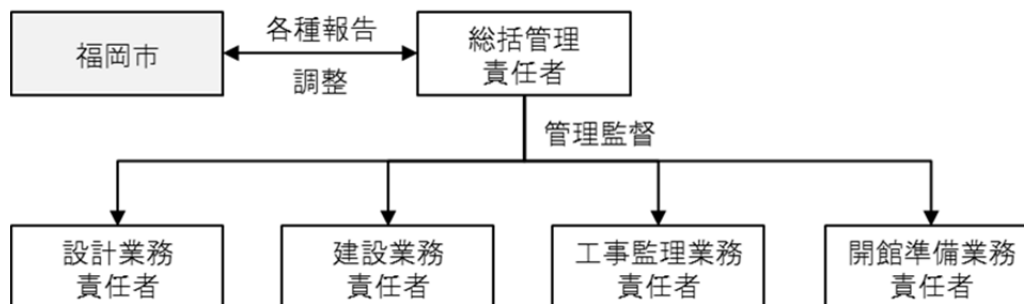 福岡市
各種報告
調整
総括管理
責任者
管理監督
設計業務
責任者
建設業務
責任者
工事監理業務
責任者
開館準備業務
責任者